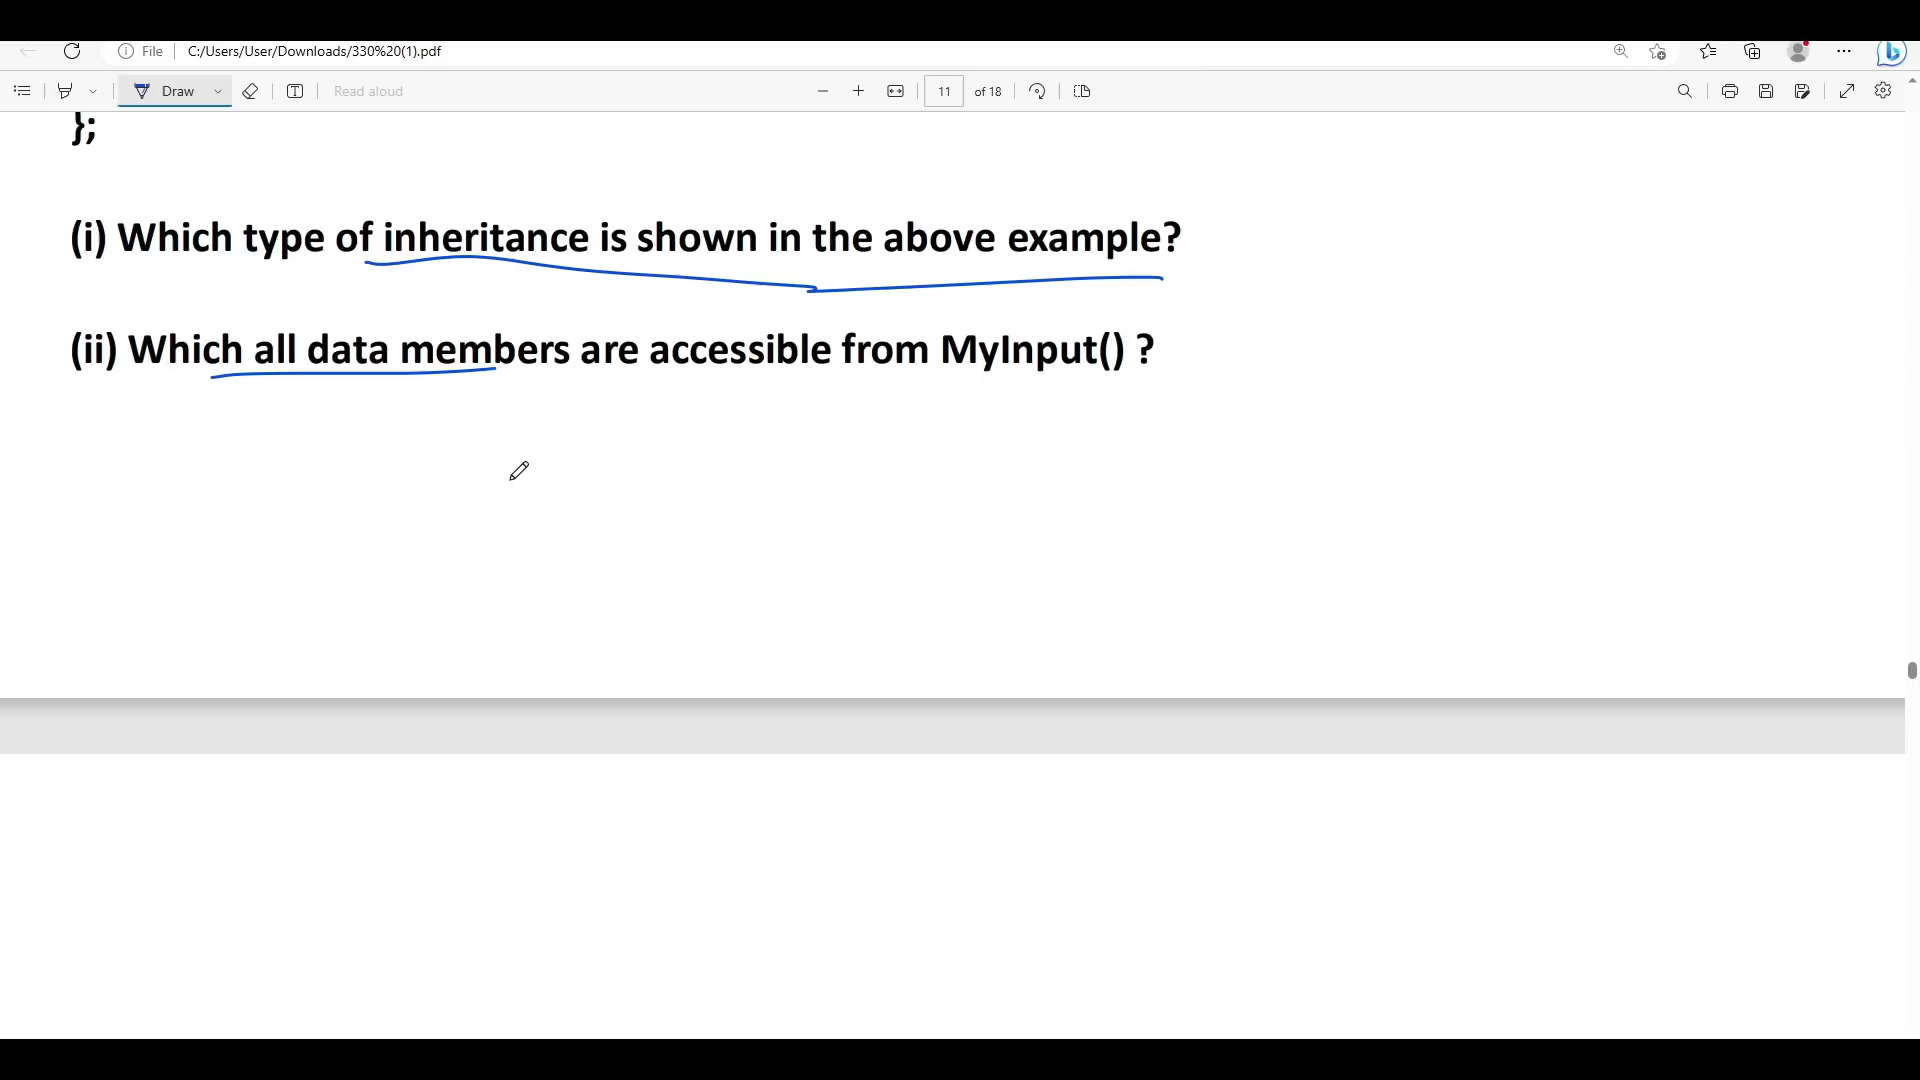 File C:/Users/User/Downloads/330%20(1).pdf
Draw Read aloud 11 of 18
};
(i) Which type of inheritance is shown in the above example?
(ii) Which all data members are accessible from MyInput() ?